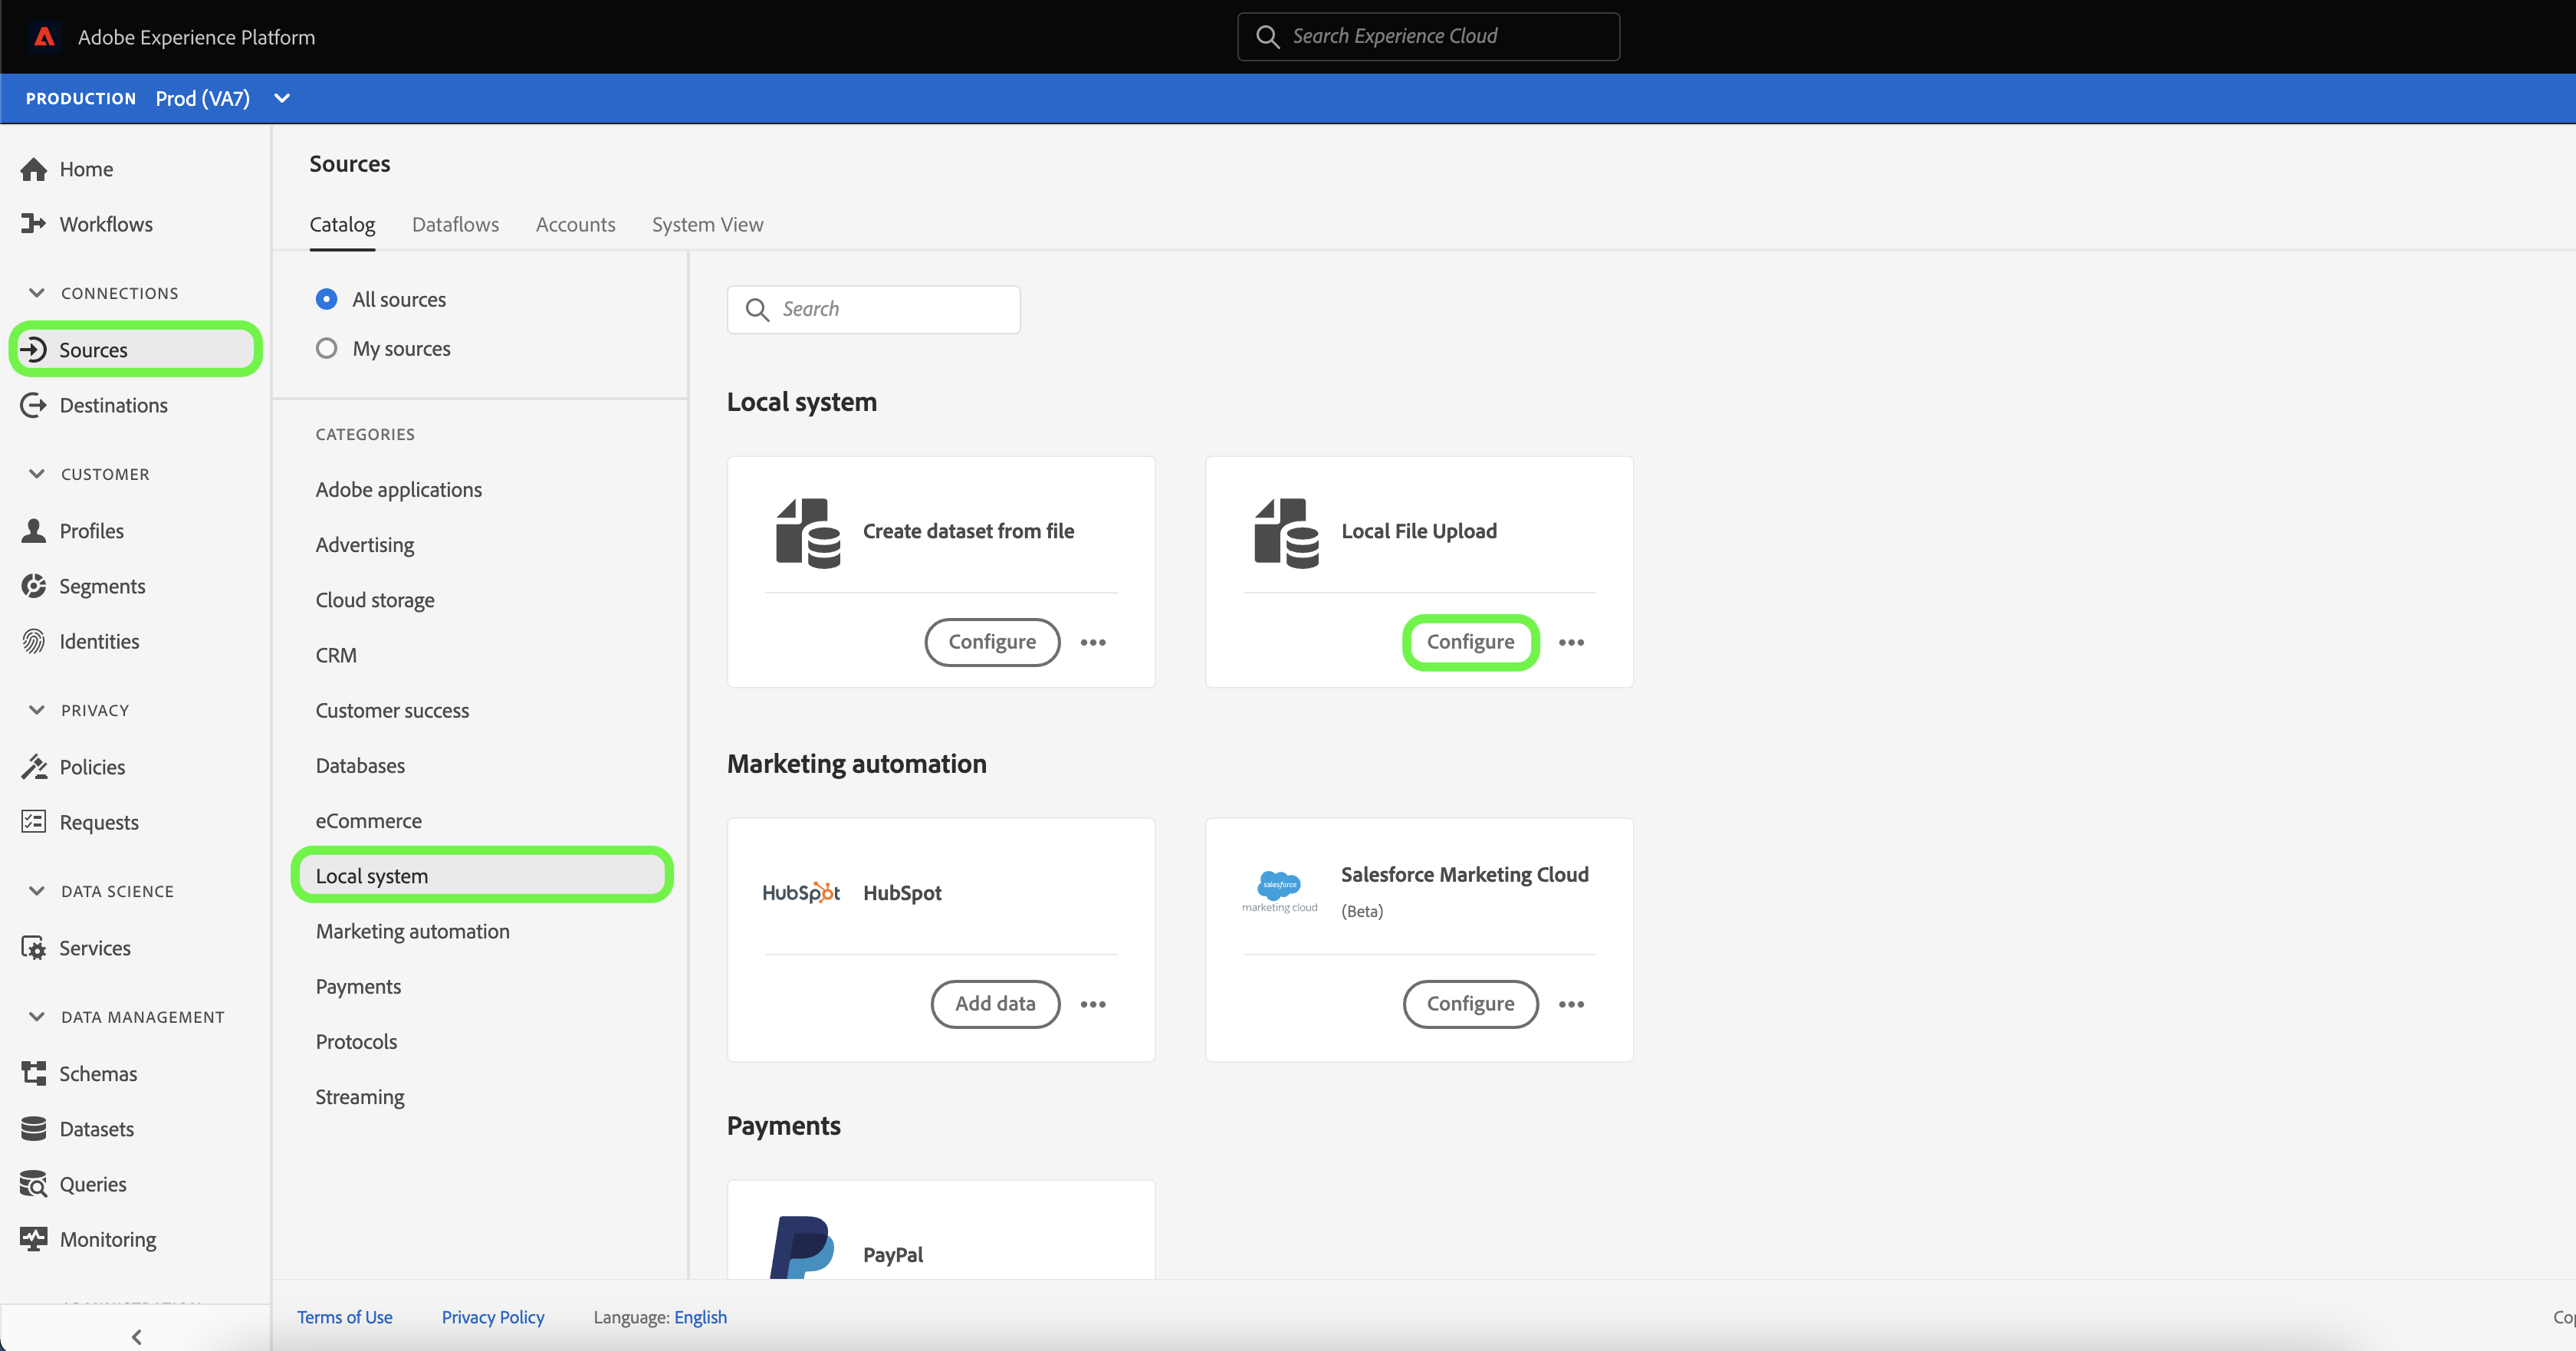 Adobe Experience Platform
Search Experience Cloud
PRODUCTION Prod (VA7)
Home
Workflows
CONNECTIONS
Sources
Destinations
CUSTOMER
Profiles
Segments
Identities
PRIVACY
Policies
Requests
DATA SCIENCE
Services
DATA MANAGEMENT
Schemas
Datasets
Queries
Monitoring
Sources
Catalog Dataflows Accounts System View
All sources
My sources
CATEGORIES
Adobe applications
Advertising
Cloud storage
CRM
Customer success
Databases
eCommerce
Local system
Marketing automation
Payments
Protocols
Streaming
Search
Local system
Create dataset from file
Configure
Local File Upload
Configure
Marketing automation
HubSpot HubSpot
Add data
salesforce
marketing cloud
Salesforce Marketing Cloud
(Beta)
Configure
Payments
PayPal
Terms of Use Privacy Policy Language: English